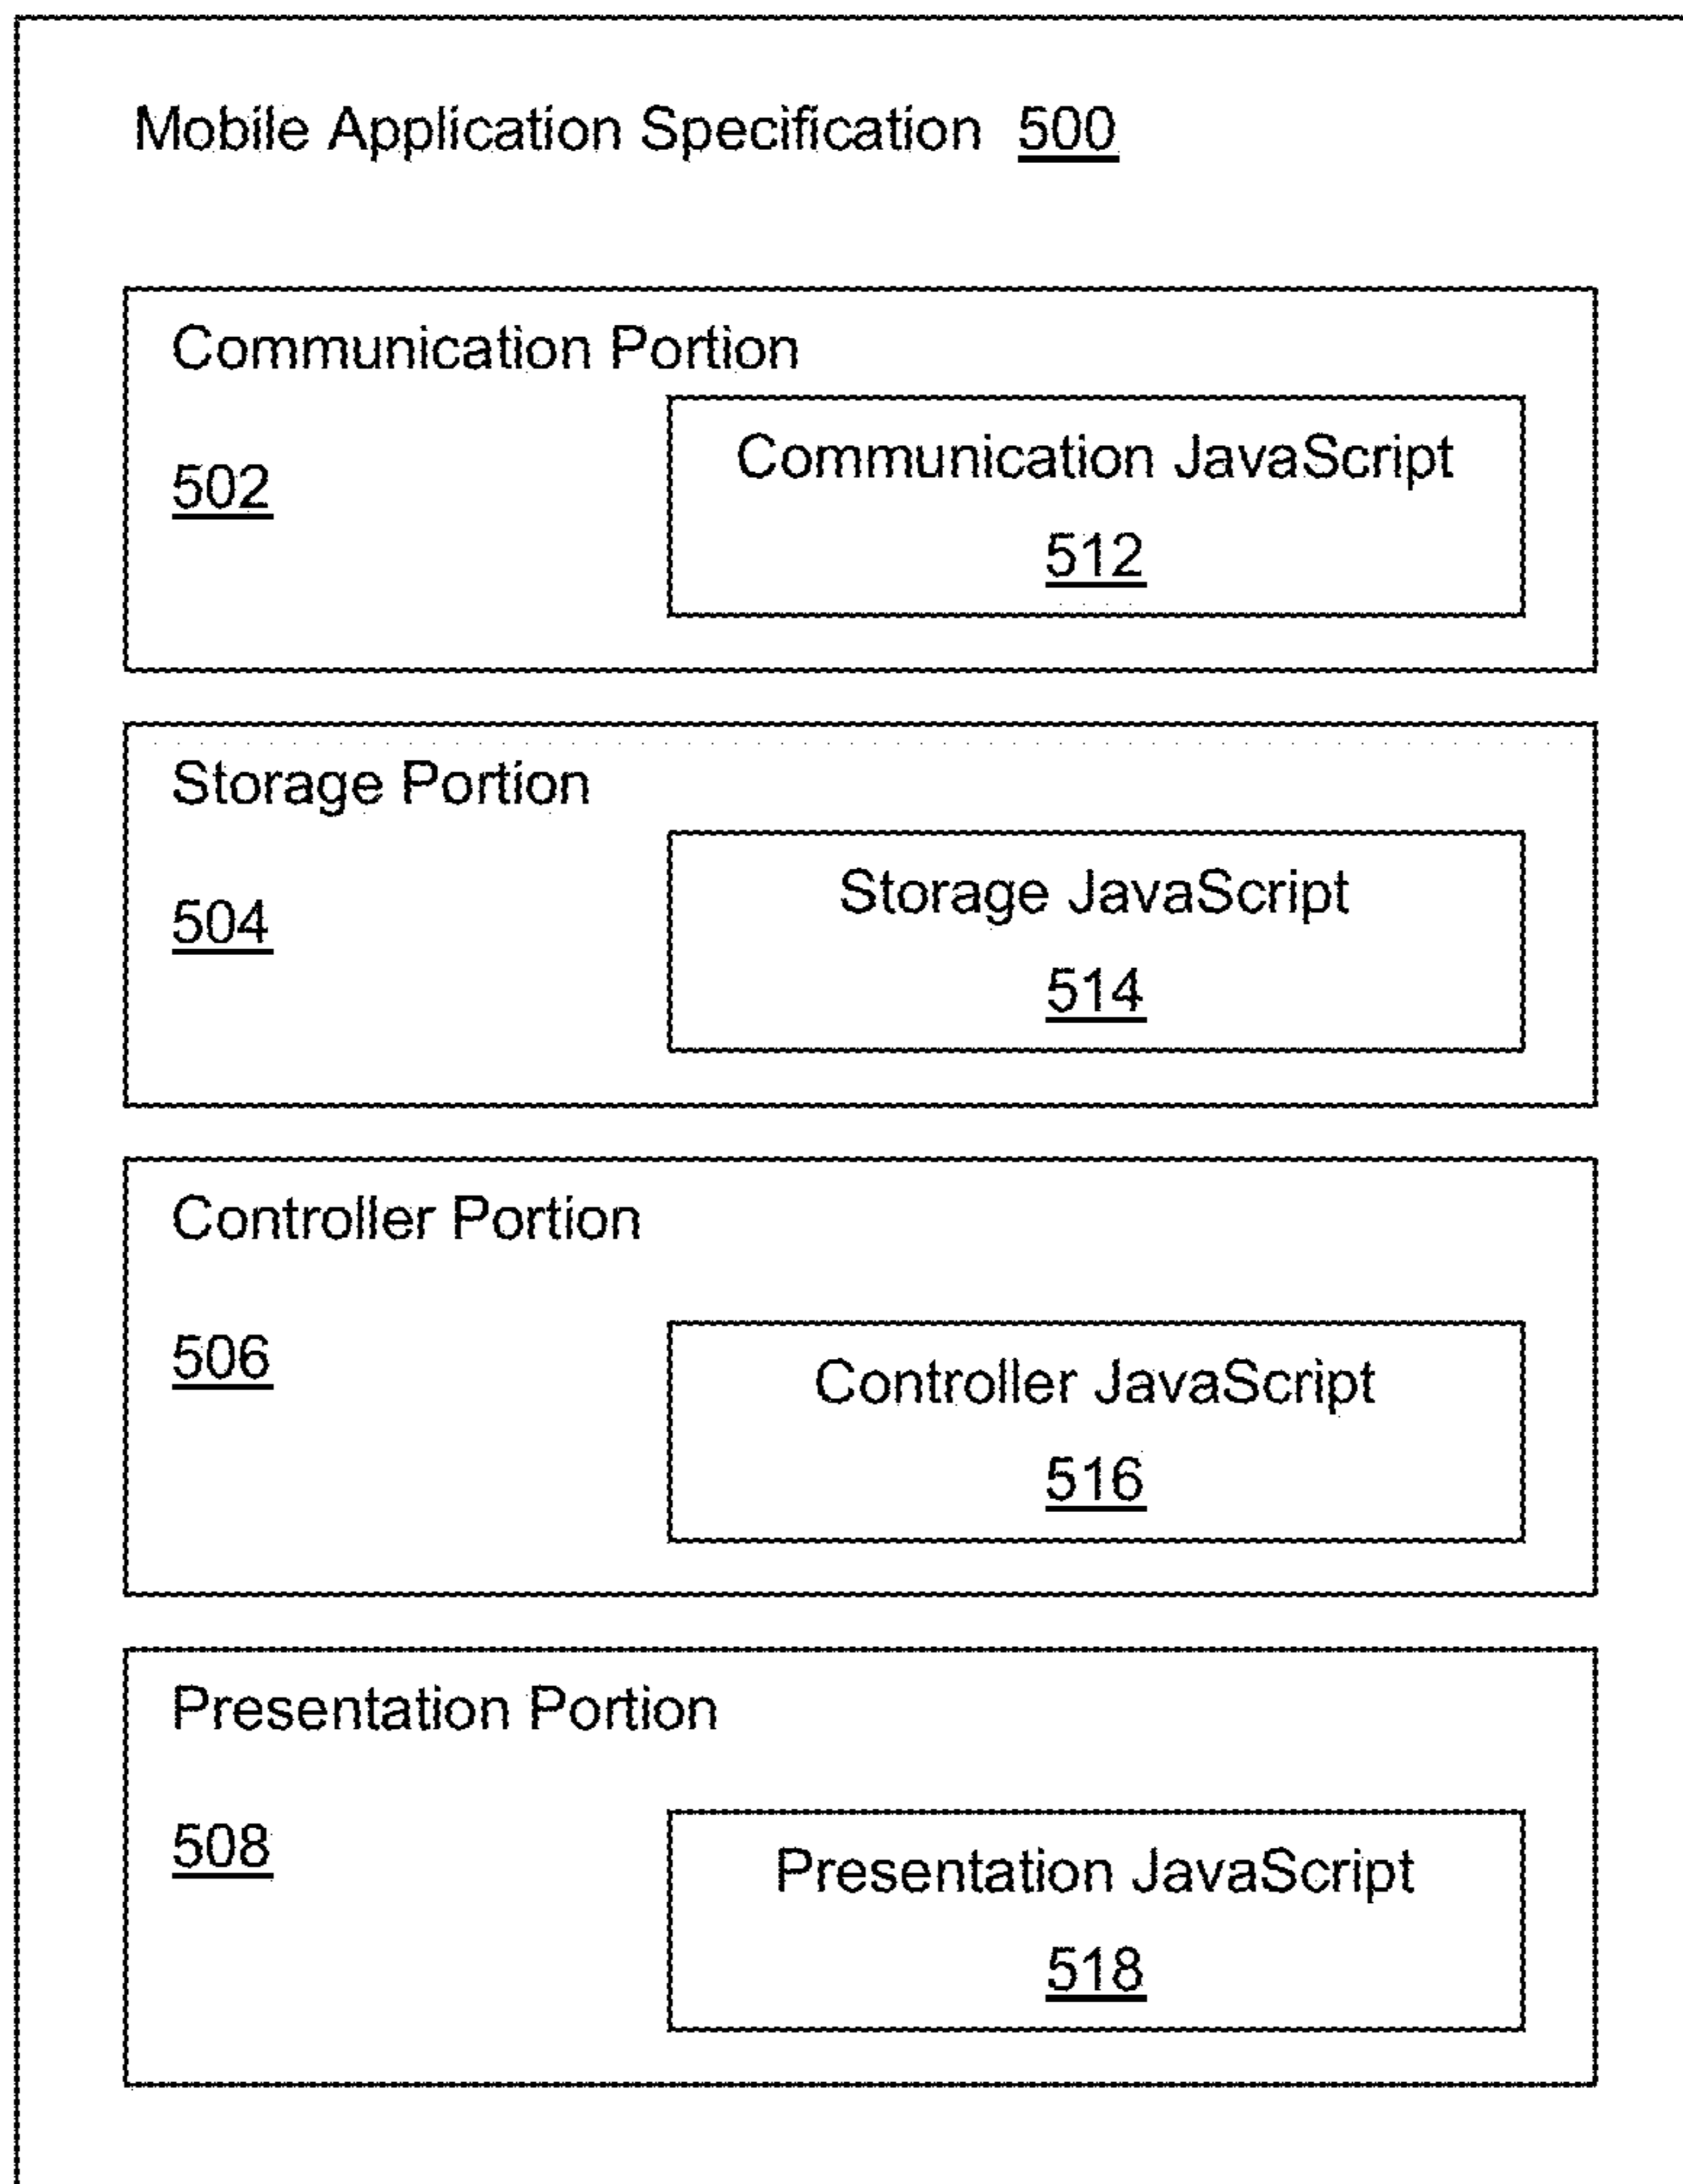 Mobile Application Specification 500
Communication Portion
502
Communication JavaScript
512
Storage Portion
504
Storage JavaScript
514
Controller Portion
506
Controller JavaScript
516
Presentation Portion
508
Presentation JavaScript
518